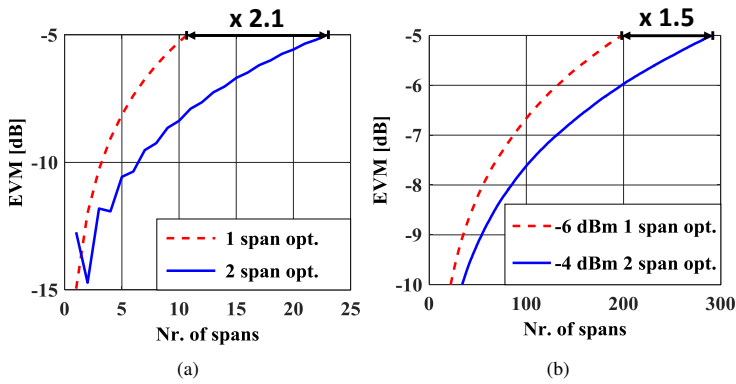 x 2.1
-5
-10
-15
EVM [dB]
0
5
10
15
20
25
Nr. of spans
1 span opt.
2 span opt.
(a)
x 1.5
-5
-6
-7
-8
-9
-10
EVM [dB]
0
100
200
300
Nr. of spans
-6 dBm 1 span opt.
-4 dBm 2 span opt.
(b)